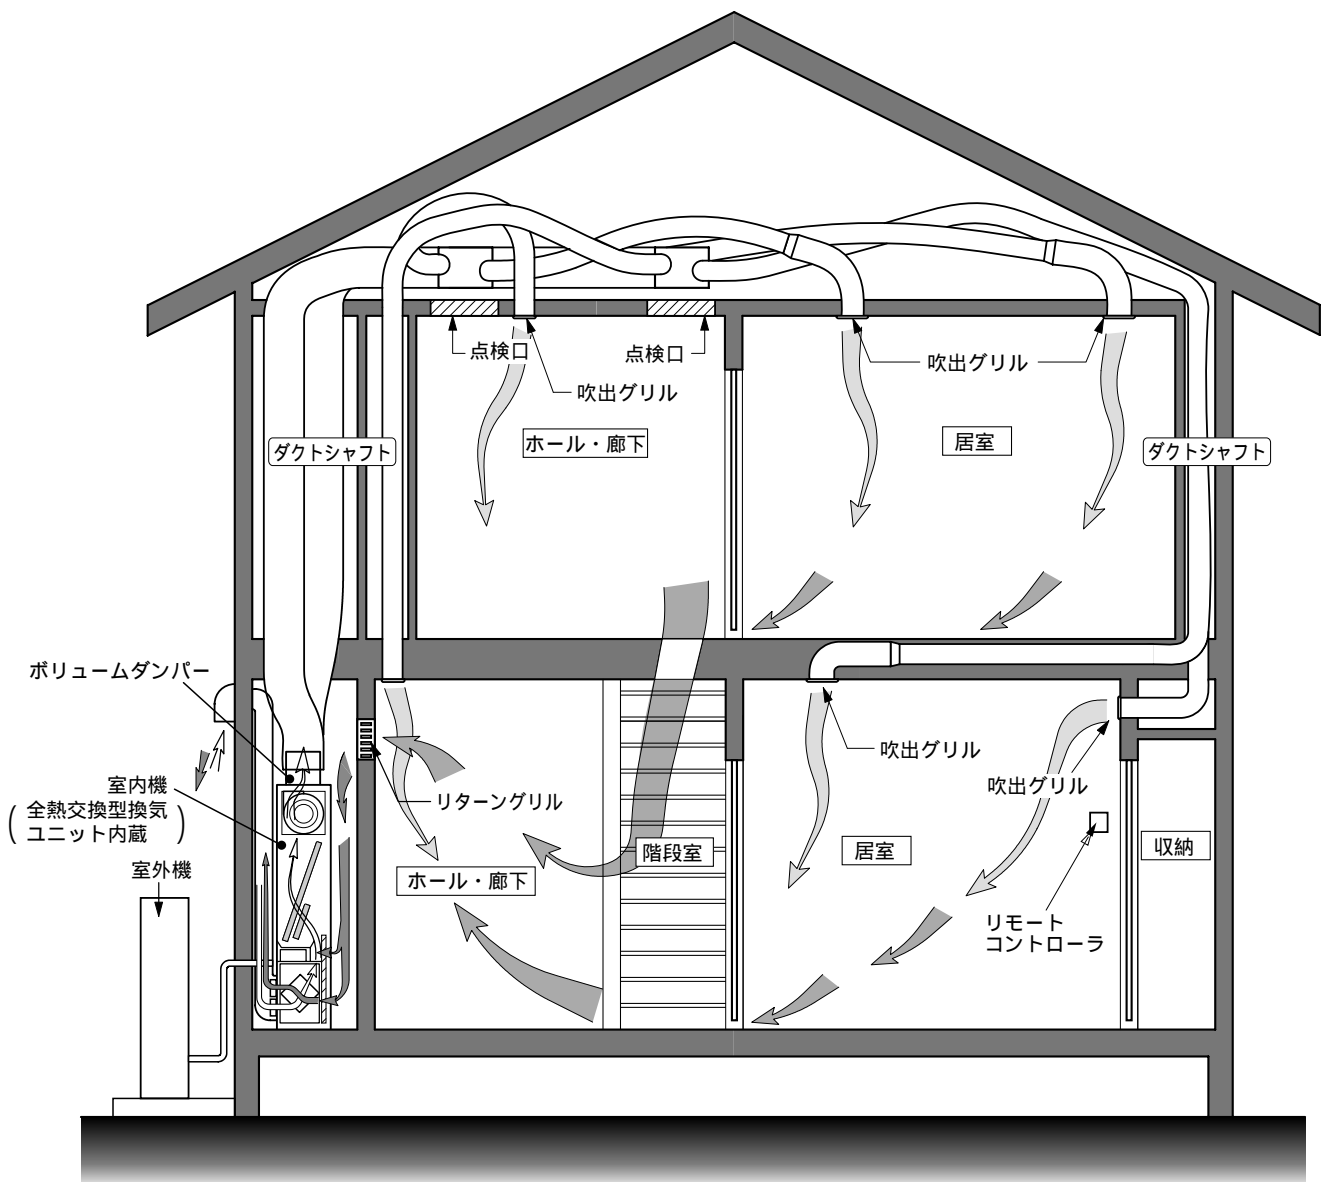 点検口
点検口
吹出グリル
吹出グリル
ホール・廊下
居室
ダクトシャフト
ダクトシャフト
ボリュームダンパー
吹出グリル
室内機
(全熱交換型換気
ユニット内蔵)
吹出グリル
リターングリル
室外機
階段室
居室
収納
ホール・廊下
リモート
コントローラ